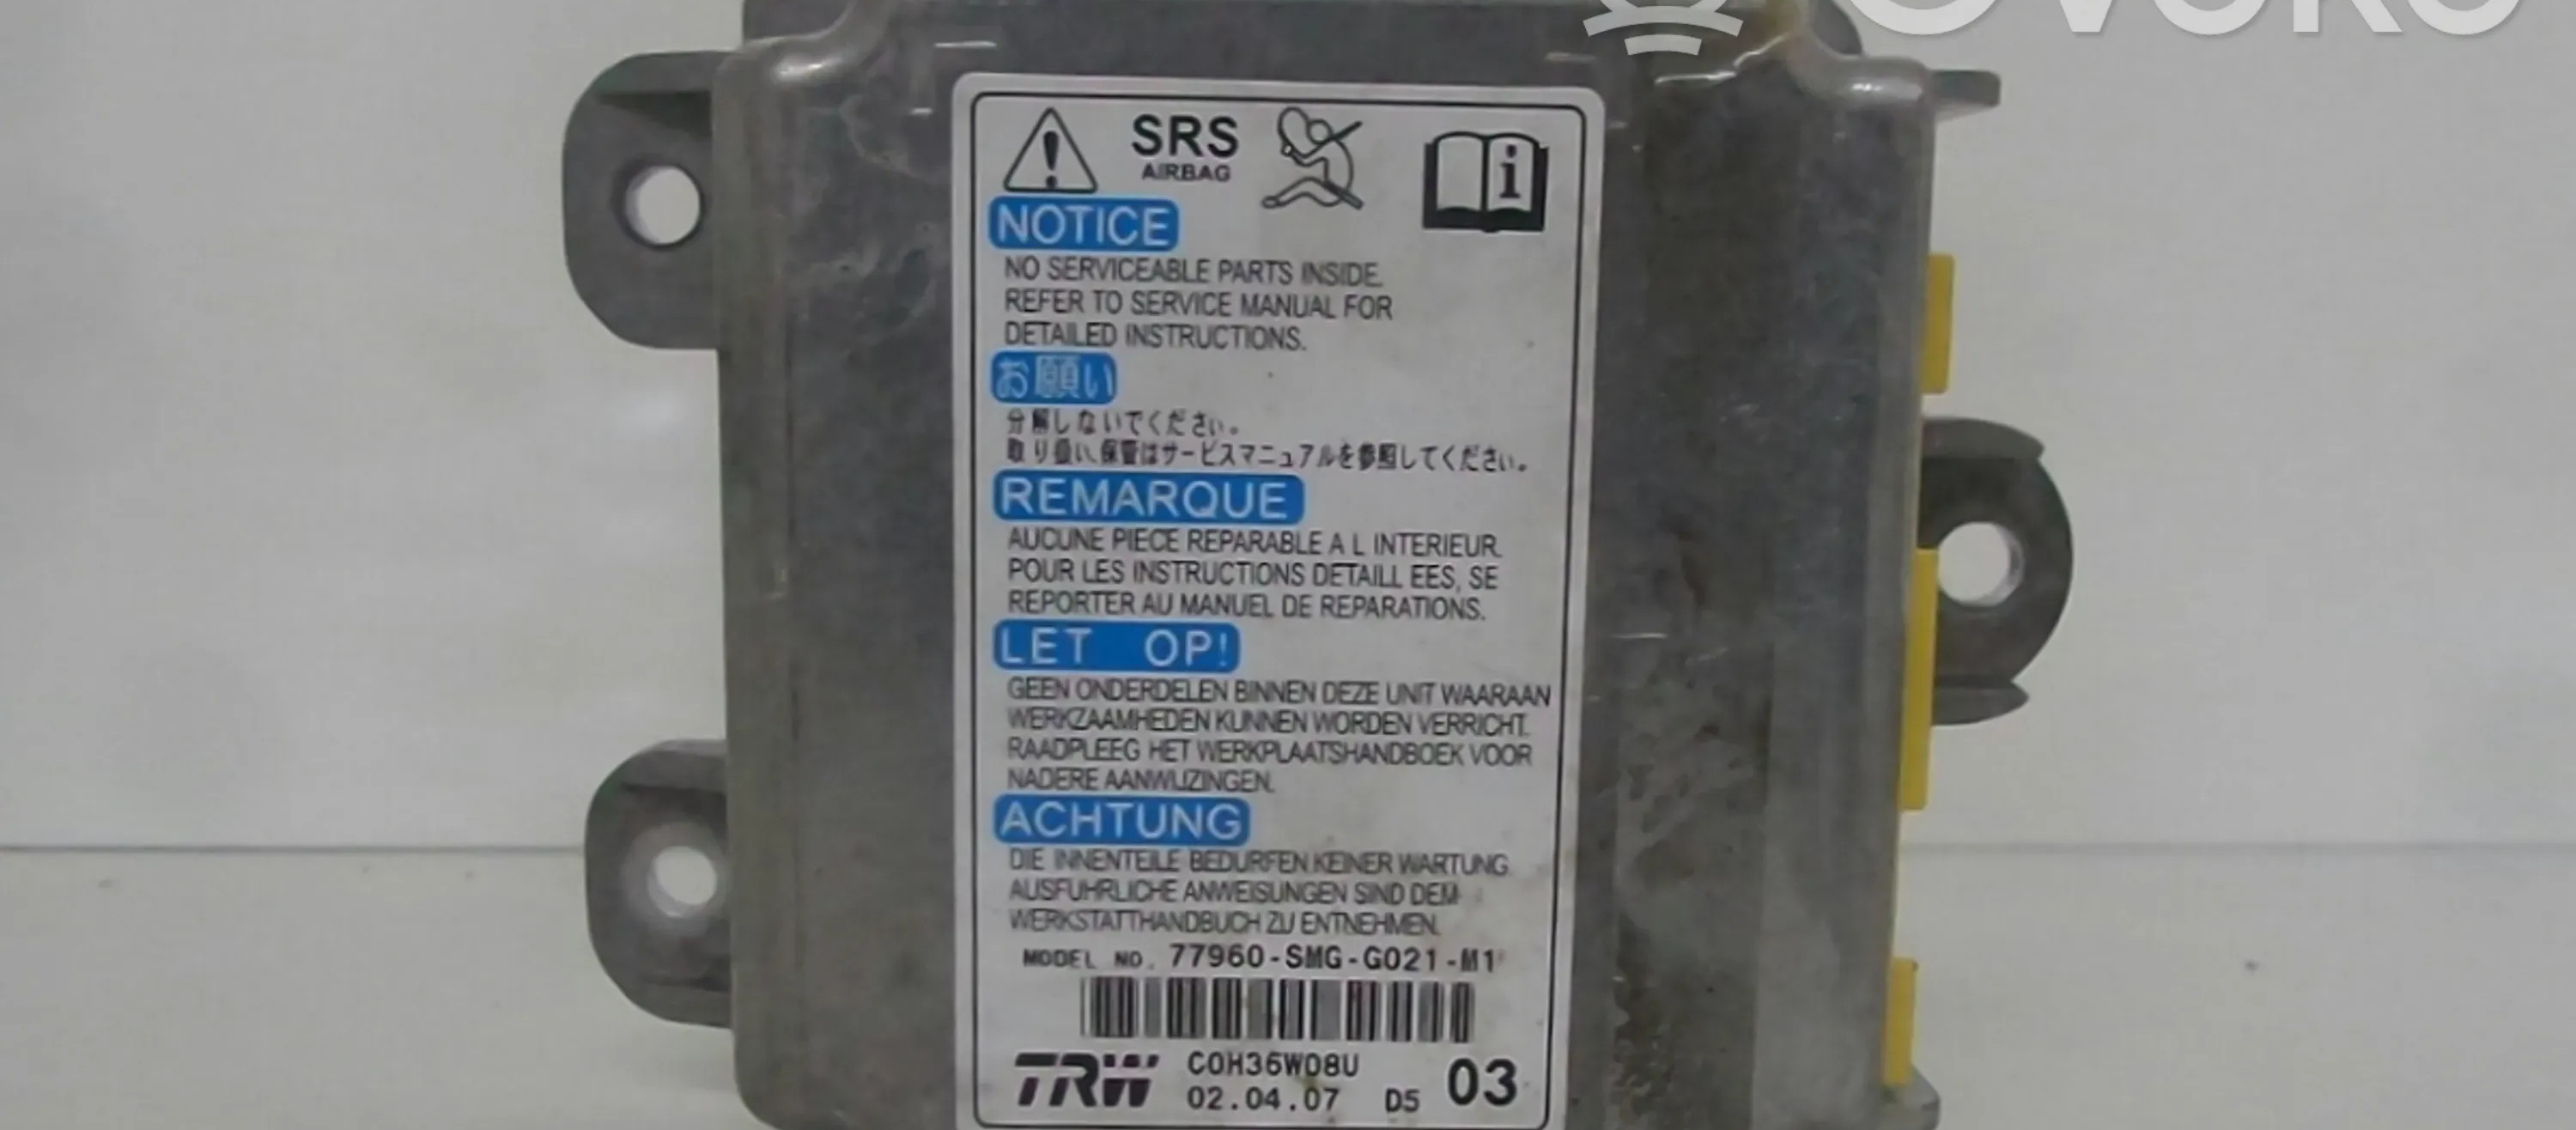 SRS
AIRBAG
NOTICE
NO SERVICEABLE PARTS INSIDE.
REFER TO SERVICE MANUAL FOR
DETAILED INSTRUCTIONS.
お願い
分解しないでください。
取り扱い、保管はサービスマニュアルを参照してください。
REMARQUE
AUCUNE PIECE REPARABLE A L INTERIEUR.
POUR LES INSTRUCTIONS DETAILL EES, SE
REPORTER AU MANUEL DE REPARATIONS.
LET OP!
GEEN ONDERDELEN BINNEN DEZE UNIT WAARAAN
WERKZAAMHEDEN KUNNEN WORDEN VERRICHT.
RAADPLEEG HET WERKPLAATSHANDBOEK VOOR
NADERE AANWIJZINGEN.
ACHTUNG
DIE INNENTEILE BEDURFEN KEINER WARTUNG
AUSFUHRLICHE ANWEISUNGEN SIND DEM
WERKSTATTHANDBUCH ZU ENTNEHMEN.
MODEL NO. 77960-SMG-G021-M1
TRW
C0H36W08U
02.04.07 D5 03